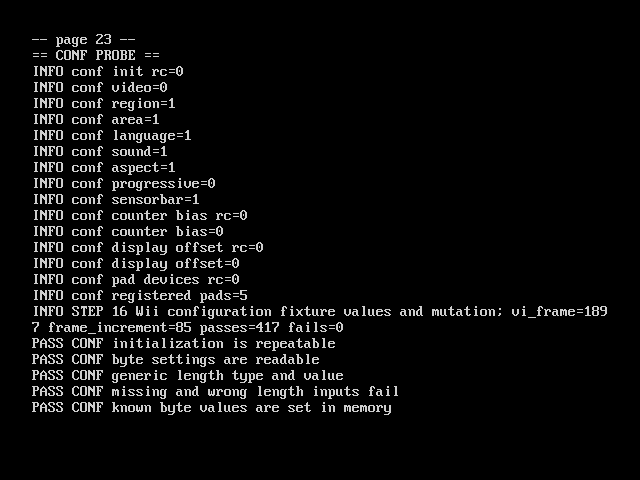 -- page 23 --
== CONF PROBE ==
INFO conf init rc=0
INFO conf video=0
INFO conf region=1
INFO conf area=1
INFO conf language=1
INFO conf sound=1
INFO conf aspect=1
INFO conf progressive=0
INFO conf sensorbar=1
INFO conf counter bias rc=0
INFO conf counter bias=0
INFO conf display offset rc=0
INFO conf display offset=0
INFO conf pad devices rc=0
INFO conf registered pads=5
INFO STEP 16 Wii configuration fixture values and mutation; vi_frame=189
7 frame_increment=85 passes=417 fails=0
PASS CONF initialization is repeatable
PASS CONF byte settings are readable
PASS CONF generic length type and value
PASS CONF missing and wrong length inputs fail
PASS CONF known byte values are set in memory